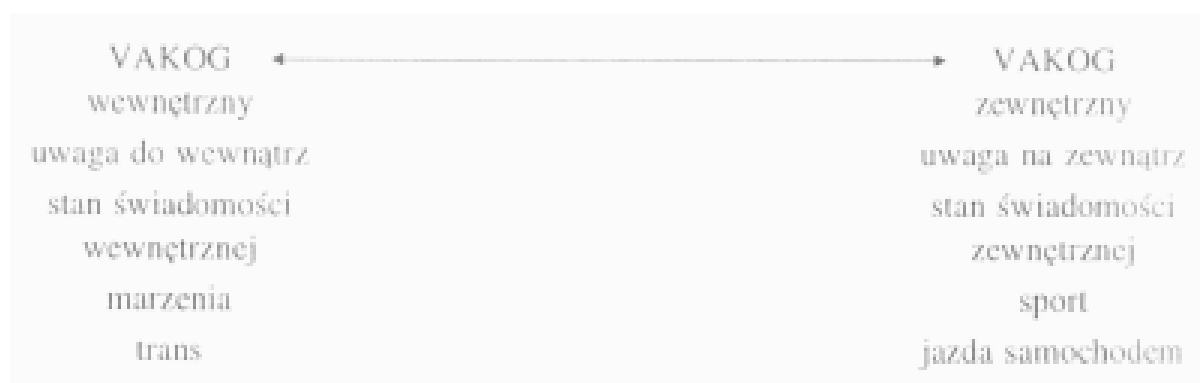 VAKOG
wewnętrzny
uwaga do wewnątrz
stan świadomości
wewnętrznej
marzenia
trans
VAKOG
zewnętrzny
uwaga na zewnątrz
stan świadomości
zewnętrznej
sport
jazda samochodem